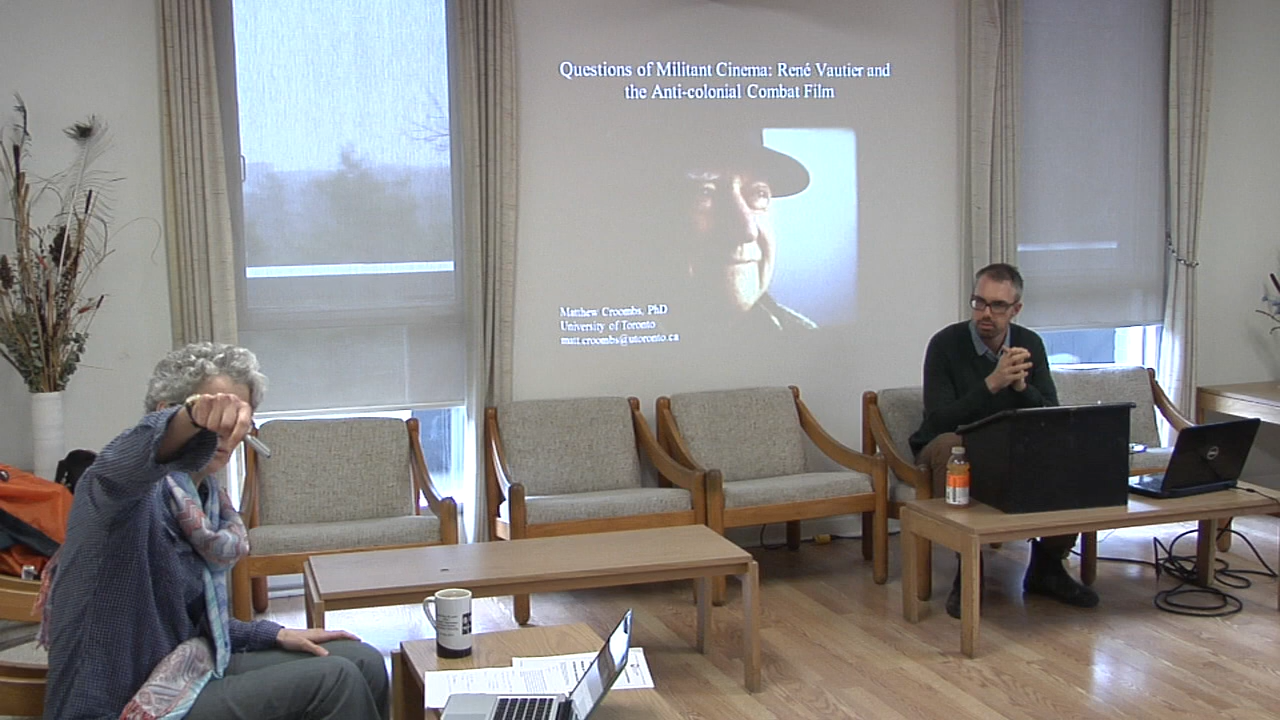 Questions of Militant Cinema: René Vautier and
the Anti-colonial Combat Film
Matthew Croombs, PhD
University of Toronto
matt.croombs@utoronto.ca
DELL